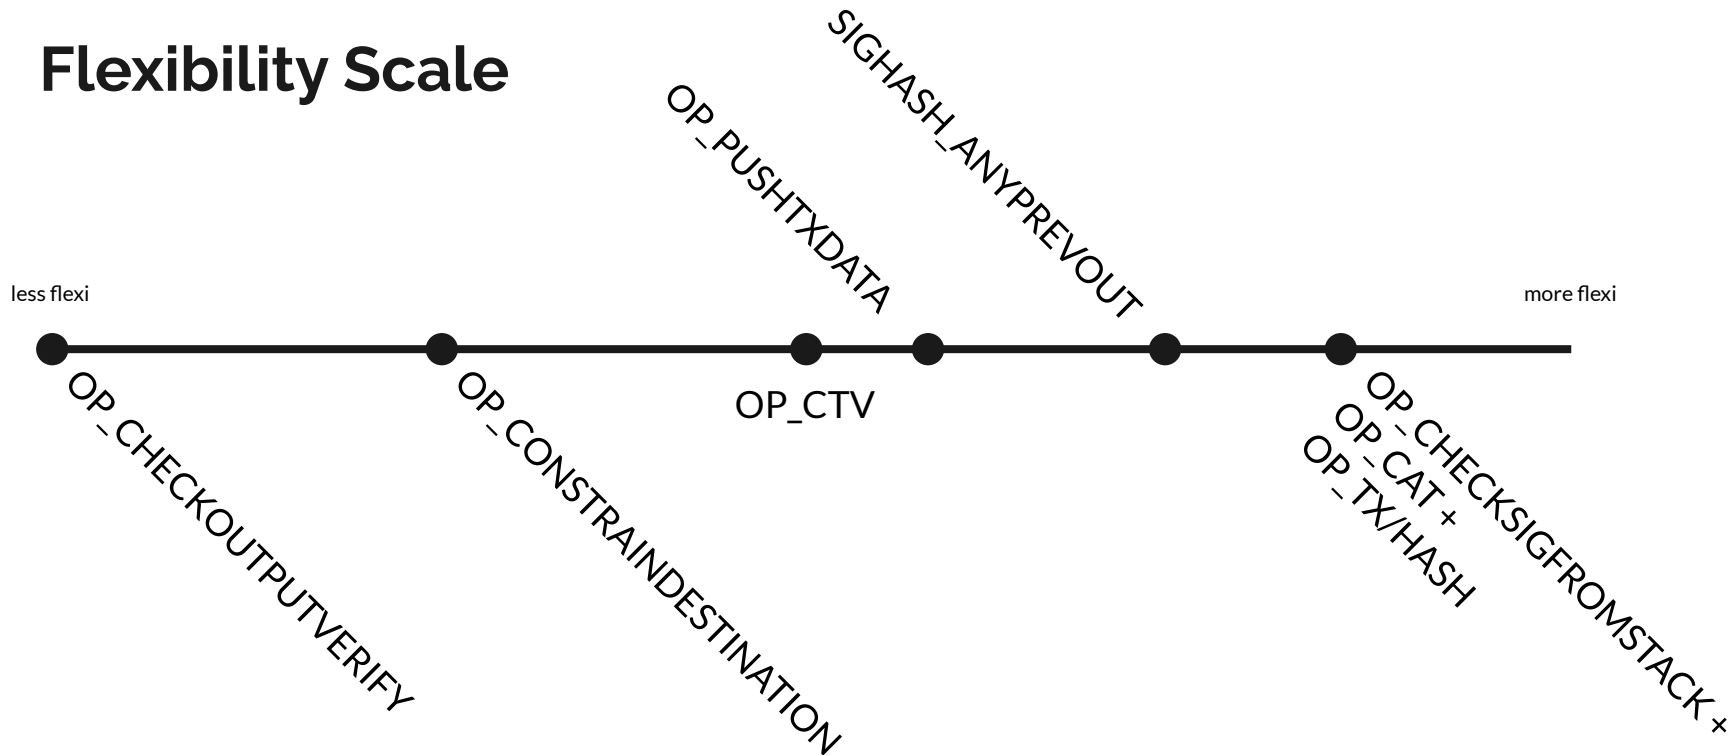 Flexibility Scale
SIGHASH_ANYPREVOUT
OP_PUSHTXDATA
less flexi
more flexi
OP_CHECKOUTPUTVERIFY
OP_CONSTRAINDESTINATION
OP_CTV
OP_CHECKSIGFROMSTACK +
OP_CAT +
OP_TX/HASH